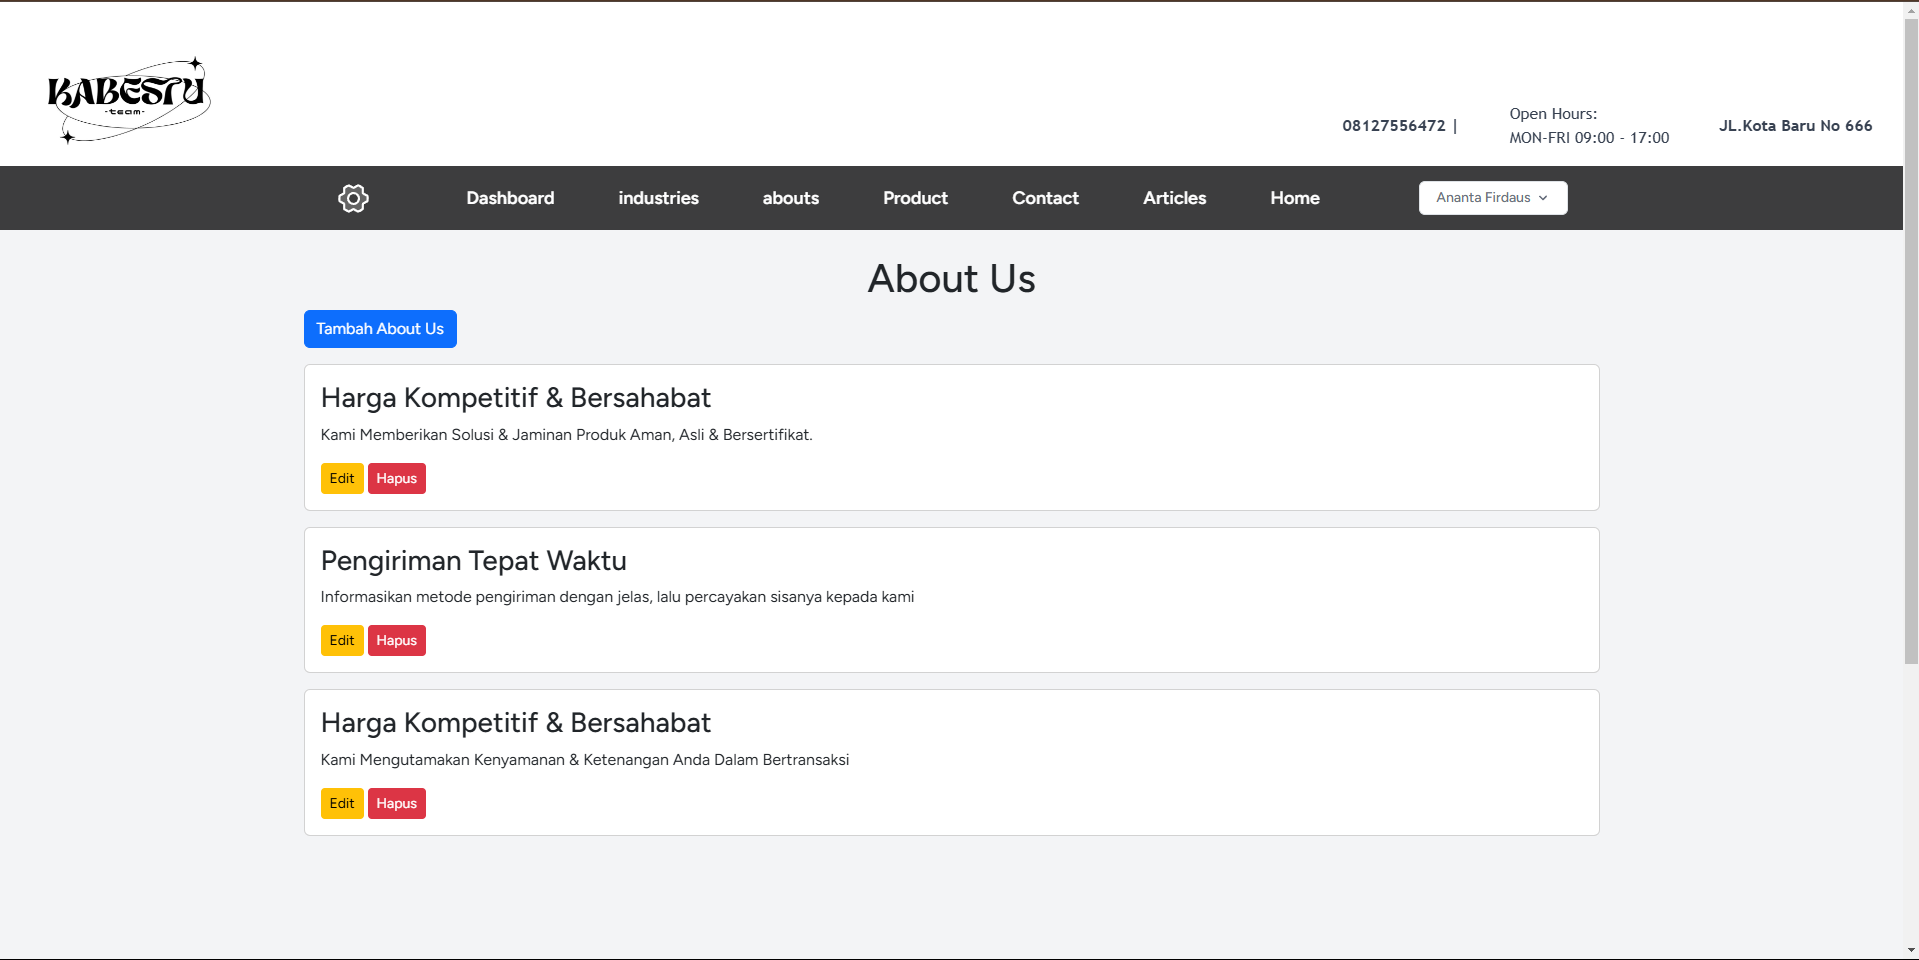 KABESTU
-team-
08127556472 |
Open Hours:
MON-FRI 09:00 - 17:00
JL.Kota Baru No 666
Dashboard
industries
abouts
Product
Contact
Articles
Home
Ananta Firdaus
About Us
Tambah About Us
Harga Kompetitif & Bersahabat
Kami Memberikan Solusi & Jaminan Produk Aman, Asli & Bersertifikat.
Edit Hapus
Pengiriman Tepat Waktu
Informasikan metode pengiriman dengan jelas, lalu percayakan sisanya kepada kami
Edit Hapus
Harga Kompetitif & Bersahabat
Kami Mengutamakan Kenyamanan & Ketenangan Anda Dalam Bertransaksi
Edit Hapus